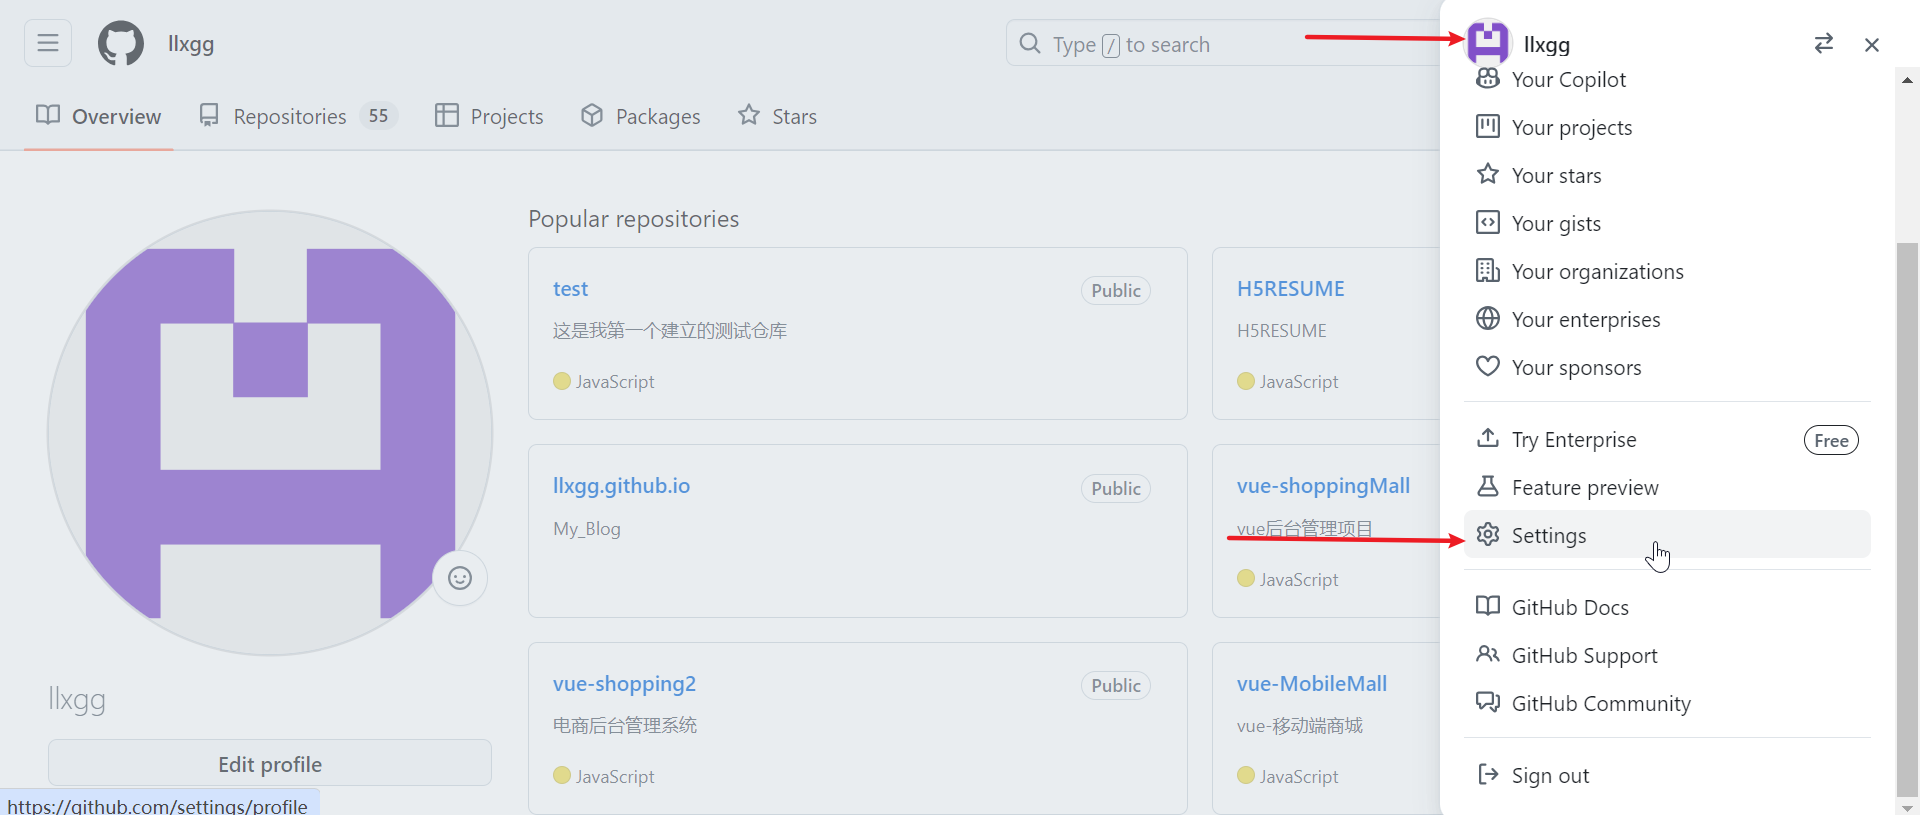 llxgg
Type / to search
Overview
Repositories 55
Projects
Packages
Stars
Popular repositories
test
Public
这是我第一个建立的测试仓库
JavaScript
H5RESUME
H5RESUME
JavaScript
llxgg.github.io
Public
My_Blog
vue-shoppingMall
vue后台管理项目
JavaScript
vue-shopping2
Public
电商后台管理系统
JavaScript
vue-MobileMall
vue-移动端商城
JavaScript
llxgg
Edit profile
https://github.com/settings/profile
llxgg
Your Copilot
Your projects
Your stars
Your gists
Your organizations
Your enterprises
Your sponsors
Try Enterprise
Free
Feature preview
Settings
GitHub Docs
GitHub Support
GitHub Community
Sign out